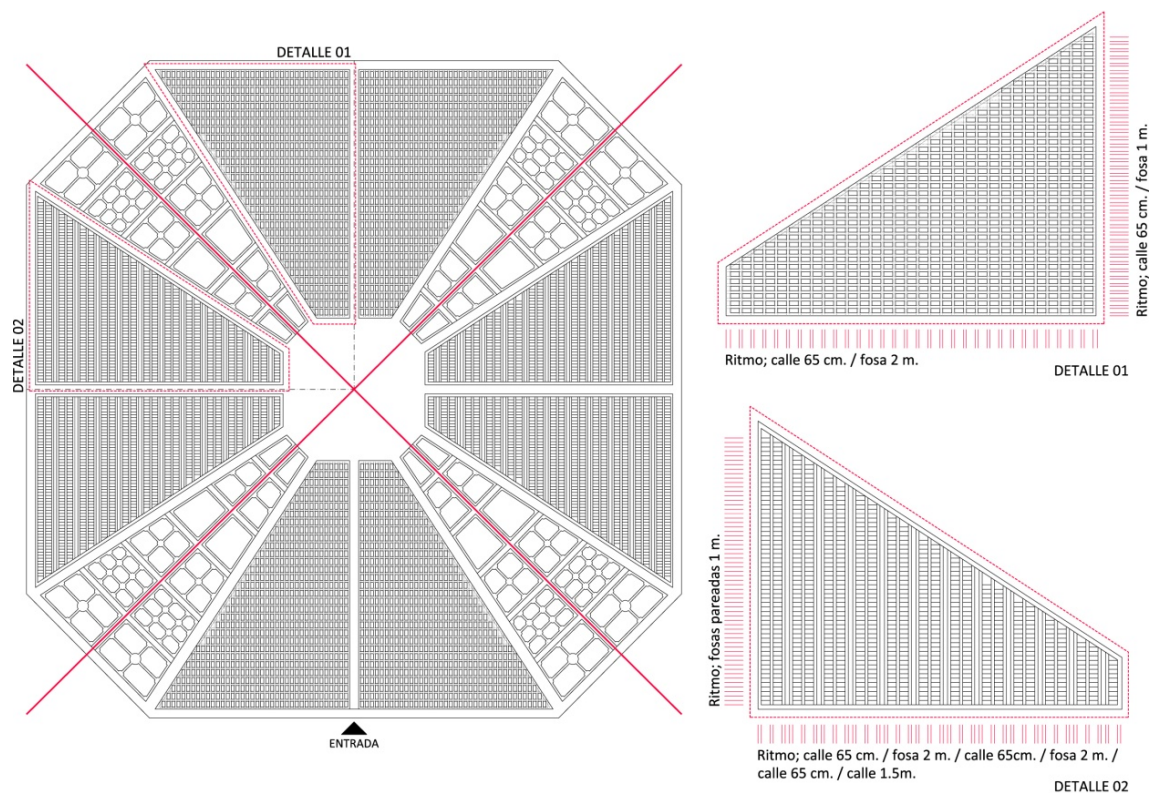 DETALLE 01
DETALLE 02
ENTRADA
Ritmo; calle 65 cm. / fosa 1 m.
Ritmo; calle 65 cm. / fosa 2 m.
DETALLE 01
Ritmo; fosas pareadas 1 m.
Ritmo; calle 65 cm. / fosa 2 m. / calle 65cm. / fosa 2 m. /
calle 65 cm. / calle 1.5m.
DETALLE 02